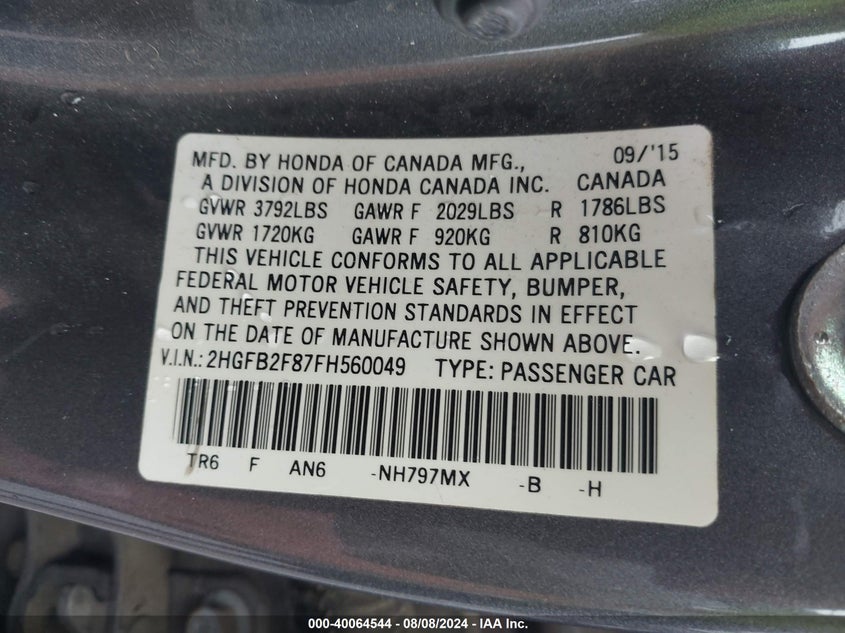 MFD. BY HONDA OF CANADA MFG., 09/'15
A DIVISION OF HONDA CANADA INC. CANADA
GVWR 3792LBS GAWR F 2029LBS R 1786LBS
GVWR 1720KG GAWR F 920KG R 810KG
THIS VEHICLE CONFORMS TO ALL APPLICABLE
FEDERAL MOTOR VEHICLE SAFETY, BUMPER,
AND THEFT PREVENTION STANDARDS IN EFFECT
ON THE DATE OF MANUFACTURE SHOWN ABOVE.
V.I.N.: 2HGFB2F87FH560049 TYPE: PASSENGER CAR
TR6 F AN6 -NH797MX -B -H
000-40064544 / 08/08/2024 - IAA Inc.